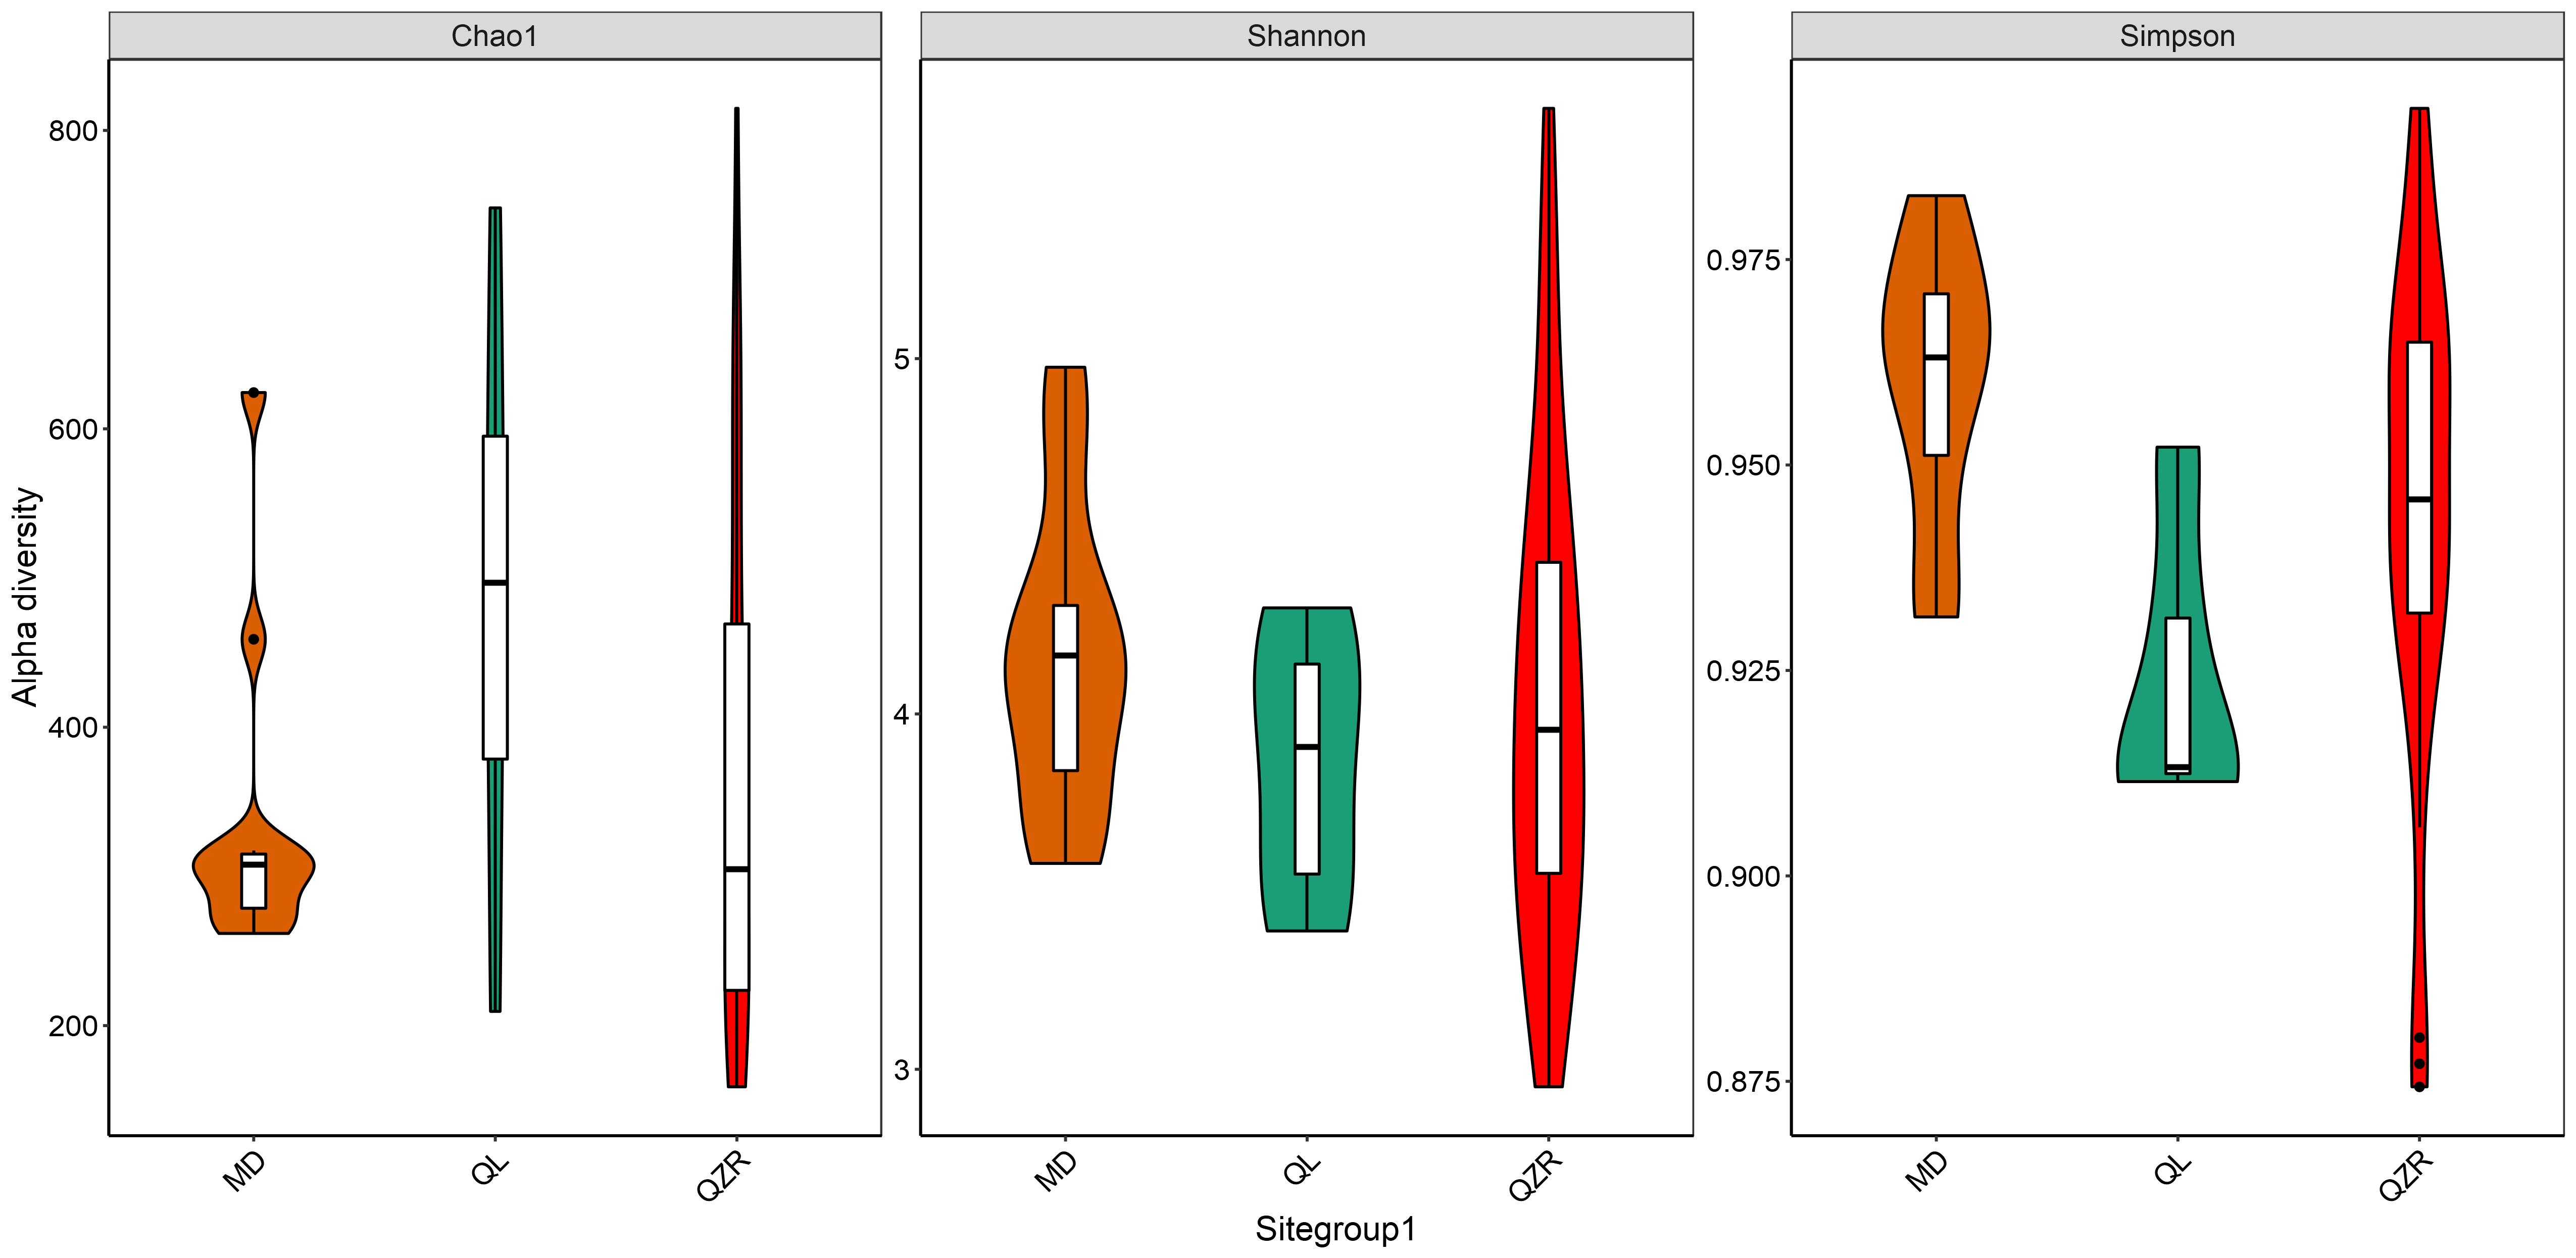 Chao1
Shannon
Simpson
Alpha diversity
800
600
400
200
5
4
3
0.975
0.950
0.925
0.900
0.875
MD
QL
QZR
MD
QL
QZR
MD
QL
QZR
Sitegroup1